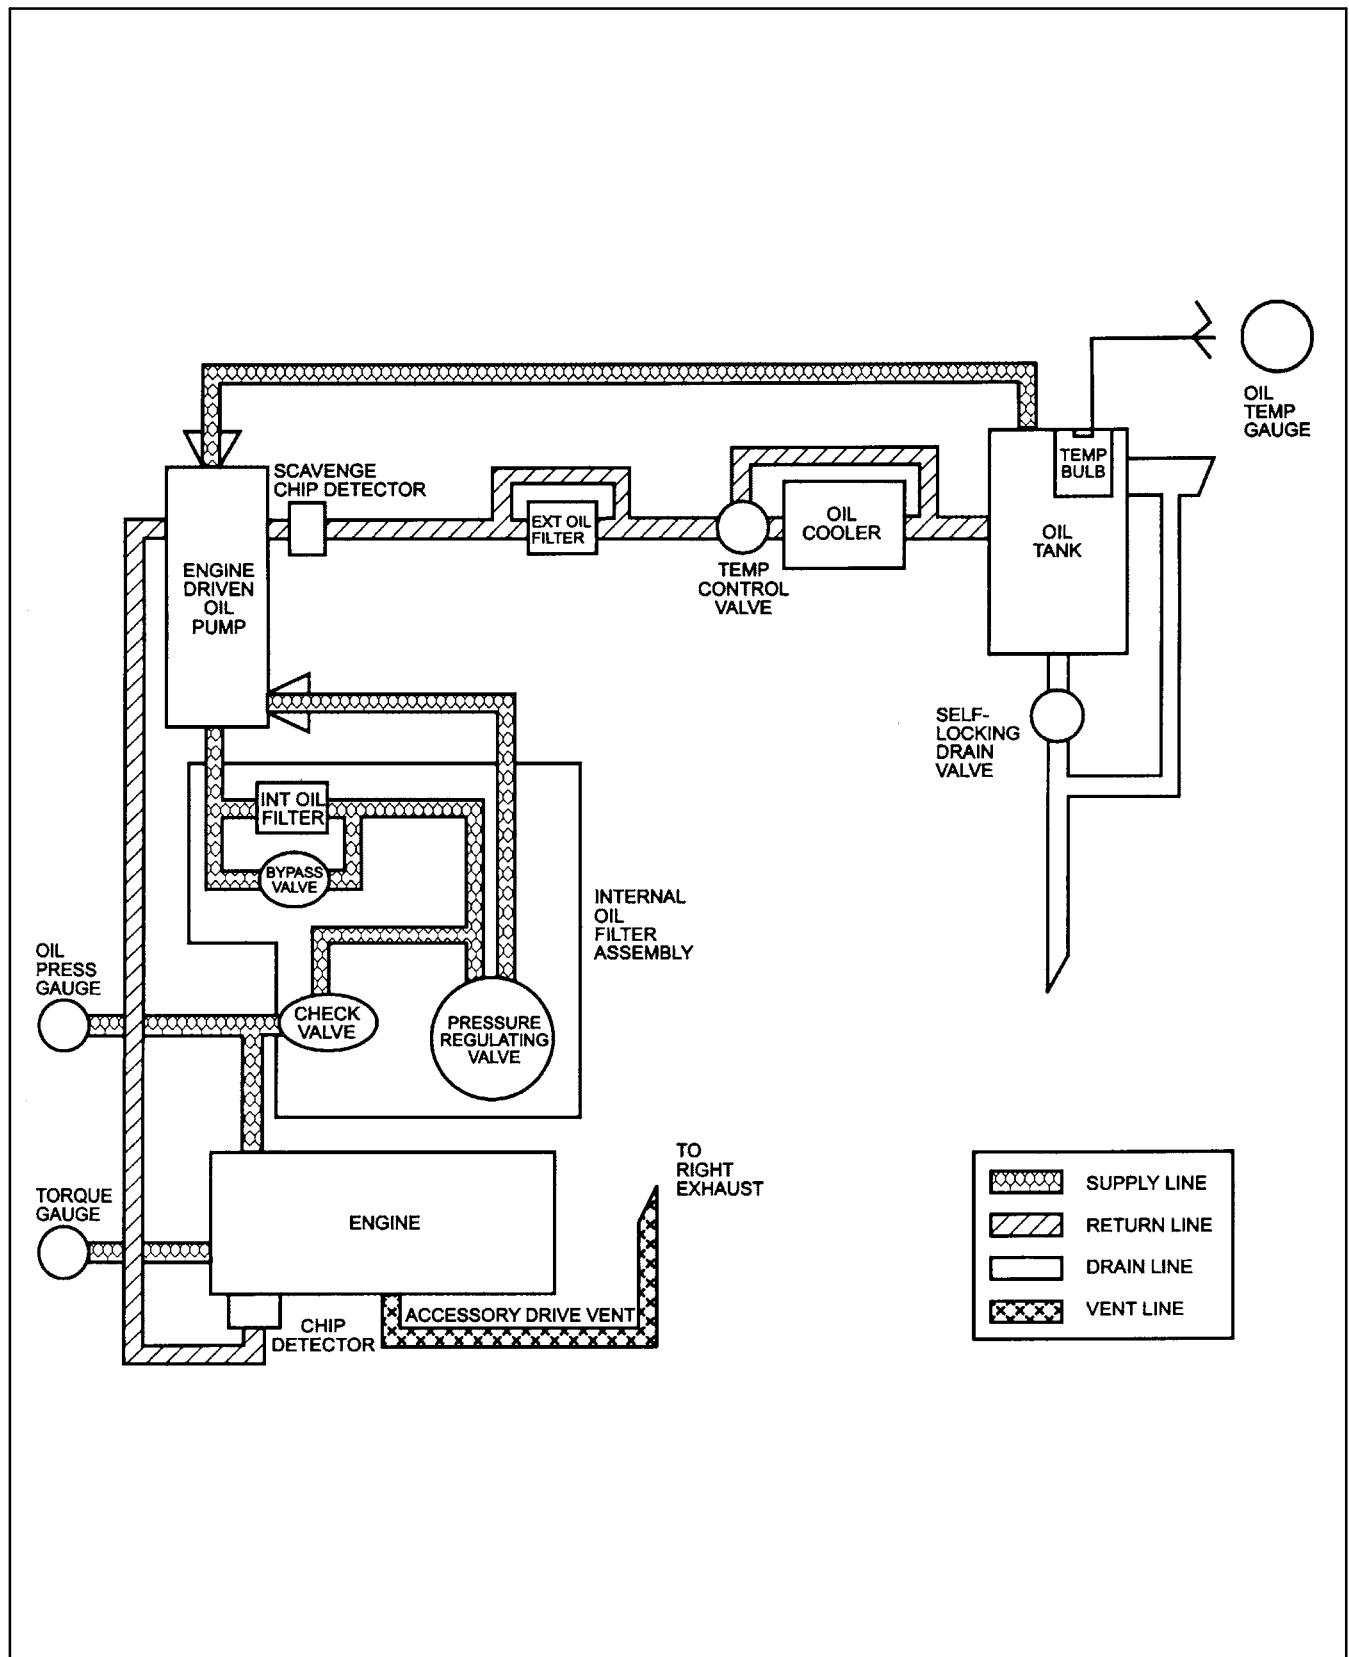 OIL
TEMP
GAUGE
SCAVENGE
CHIP DETECTOR
TEMP
BULB
EXT OIL
FILTER
OIL
COOLER
OIL
TANK
ENGINE
DRIVEN
OIL
PUMP
TEMP
CONTROL
VALVE
SELF-
LOCKING
DRAIN
VALVE
INT OIL
FILTER
BYPASS
VALVE
INTERNAL
OIL
FILTER
ASSEMBLY
OIL
PRESS
GAUGE
CHECK
VALVE
PRESSURE
REGULATING
VALVE
TO
RIGHT
EXHAUST
TORQUE
GAUGE
ENGINE
ACCESSORY DRIVE VENT
CHIP
DETECTOR
SUPPLY LINE
RETURN LINE
DRAIN LINE
VENT LINE